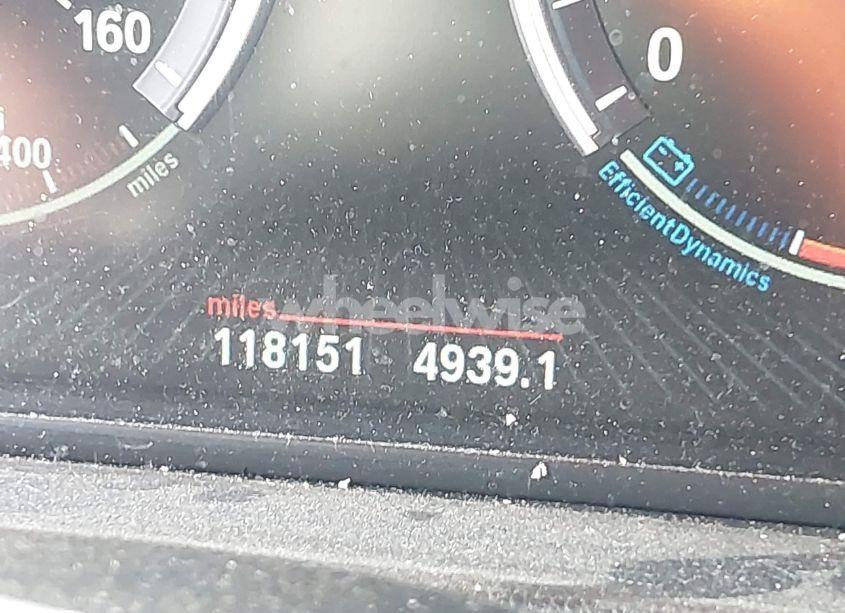 160
0
400
miles
EfficientDynamics
miles
wheelwise
118151 4939.1